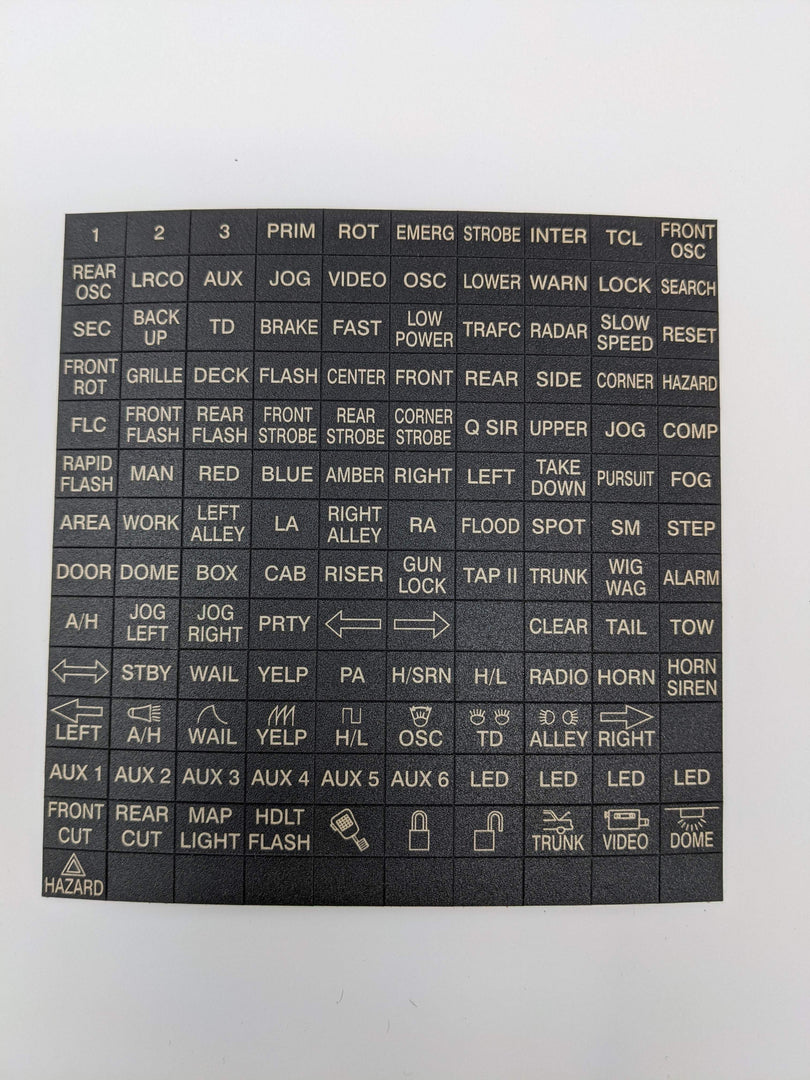 1 2 3 PRIM ROT EMERG STROBE INTER TCL FRONT OSC
REAR OSC LRCO AUX JOG VIDEO OSC LOWER WARN LOCK SEARCH
SEC BACK UP TD BRAKE FAST LOW POWER TRAFC RADAR SLOW SPEED RESET
FRONT ROT GRILLE DECK FLASH CENTER FRONT REAR SIDE CORNER HAZARD
FLC FRONT FLASH REAR FLASH FRONT STROBE REAR STROBE CORNER STROBE Q SIR UPPER JOG COMP
RAPID FLASH MAN RED BLUE AMBER RIGHT LEFT TAKE DOWN PURSUIT FOG
AREA WORK LEFT ALLEY LA RIGHT ALLEY RA FLOOD SPOT SM STEP
DOOR DOME BOX CAB RISER GUN LOCK TAP II TRUNK WIG WAG ALARM
A/H JOG LEFT JOG RIGHT PRTY CLEAR TAIL TOW
STBY WAIL YELP PA H/SRN H/L RADIO HORN HORN SIREN
LEFT A/H WAIL YELP H/L OSC TD ALLEY RIGHT
AUX 1 AUX 2 AUX 3 AUX 4 AUX 5 AUX 6 LED LED LED LED
FRONT CUT REAR CUT MAP LIGHT HDLT FLASH TRUNK VIDEO DOME
HAZARD